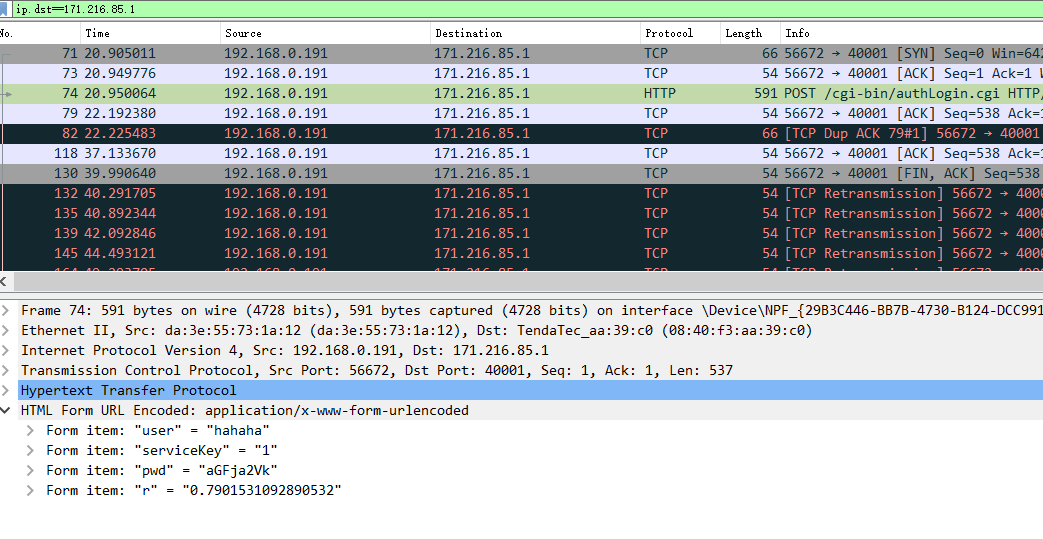 ip.dst==171.216.85.1
No. Time Source Destination Protocol Length Info
71 20.905011 192.168.0.191 171.216.85.1 TCP 66 56672 → 40001 [SYN] Seq=0 Win=642
73 20.949776 192.168.0.191 171.216.85.1 TCP 54 56672 → 40001 [ACK] Seq=1 Ack=1 W
74 20.950064 192.168.0.191 171.216.85.1 HTTP 591 POST /cgi-bin/authLogin.cgi HTTP/
79 22.192380 192.168.0.191 171.216.85.1 TCP 54 56672 → 40001 [ACK] Seq=538 Ack=1
82 22.225483 192.168.0.191 171.216.85.1 TCP 66 [TCP Dup ACK 79#1] 56672 → 40001
118 37.133670 192.168.0.191 171.216.85.1 TCP 54 56672 → 40001 [ACK] Seq=538 Ack=1
130 39.990640 192.168.0.191 171.216.85.1 TCP 54 56672 → 40001 [FIN, ACK] Seq=538
132 40.291705 192.168.0.191 171.216.85.1 TCP 54 [TCP Retransmission] 56672 → 4000
135 40.892344 192.168.0.191 171.216.85.1 TCP 54 [TCP Retransmission] 56672 → 4000
139 42.092846 192.168.0.191 171.216.85.1 TCP 54 [TCP Retransmission] 56672 → 4000
145 44.493121 192.168.0.191 171.216.85.1 TCP 54 [TCP Retransmission] 56672 → 4000
Frame 74: 591 bytes on wire (4728 bits), 591 bytes captured (4728 bits) on interface \Device\NPF_{29B3C446-BB7B-4730-B124-DCC991
Ethernet II, Src: da:3e:55:73:1a:12 (da:3e:55:73:1a:12), Dst: TendaTec_aa:39:c0 (08:40:f3:aa:39:c0)
Internet Protocol Version 4, Src: 192.168.0.191, Dst: 171.216.85.1
Transmission Control Protocol, Src Port: 56672, Dst Port: 40001, Seq: 1, Ack: 1, Len: 537
Hypertext Transfer Protocol
HTML Form URL Encoded: application/x-www-form-urlencoded
Form item: "user" = "hahaha"
Form item: "serviceKey" = "1"
Form item: "pwd" = "aGFja2Vk"
Form item: "r" = "0.7901531092890532"